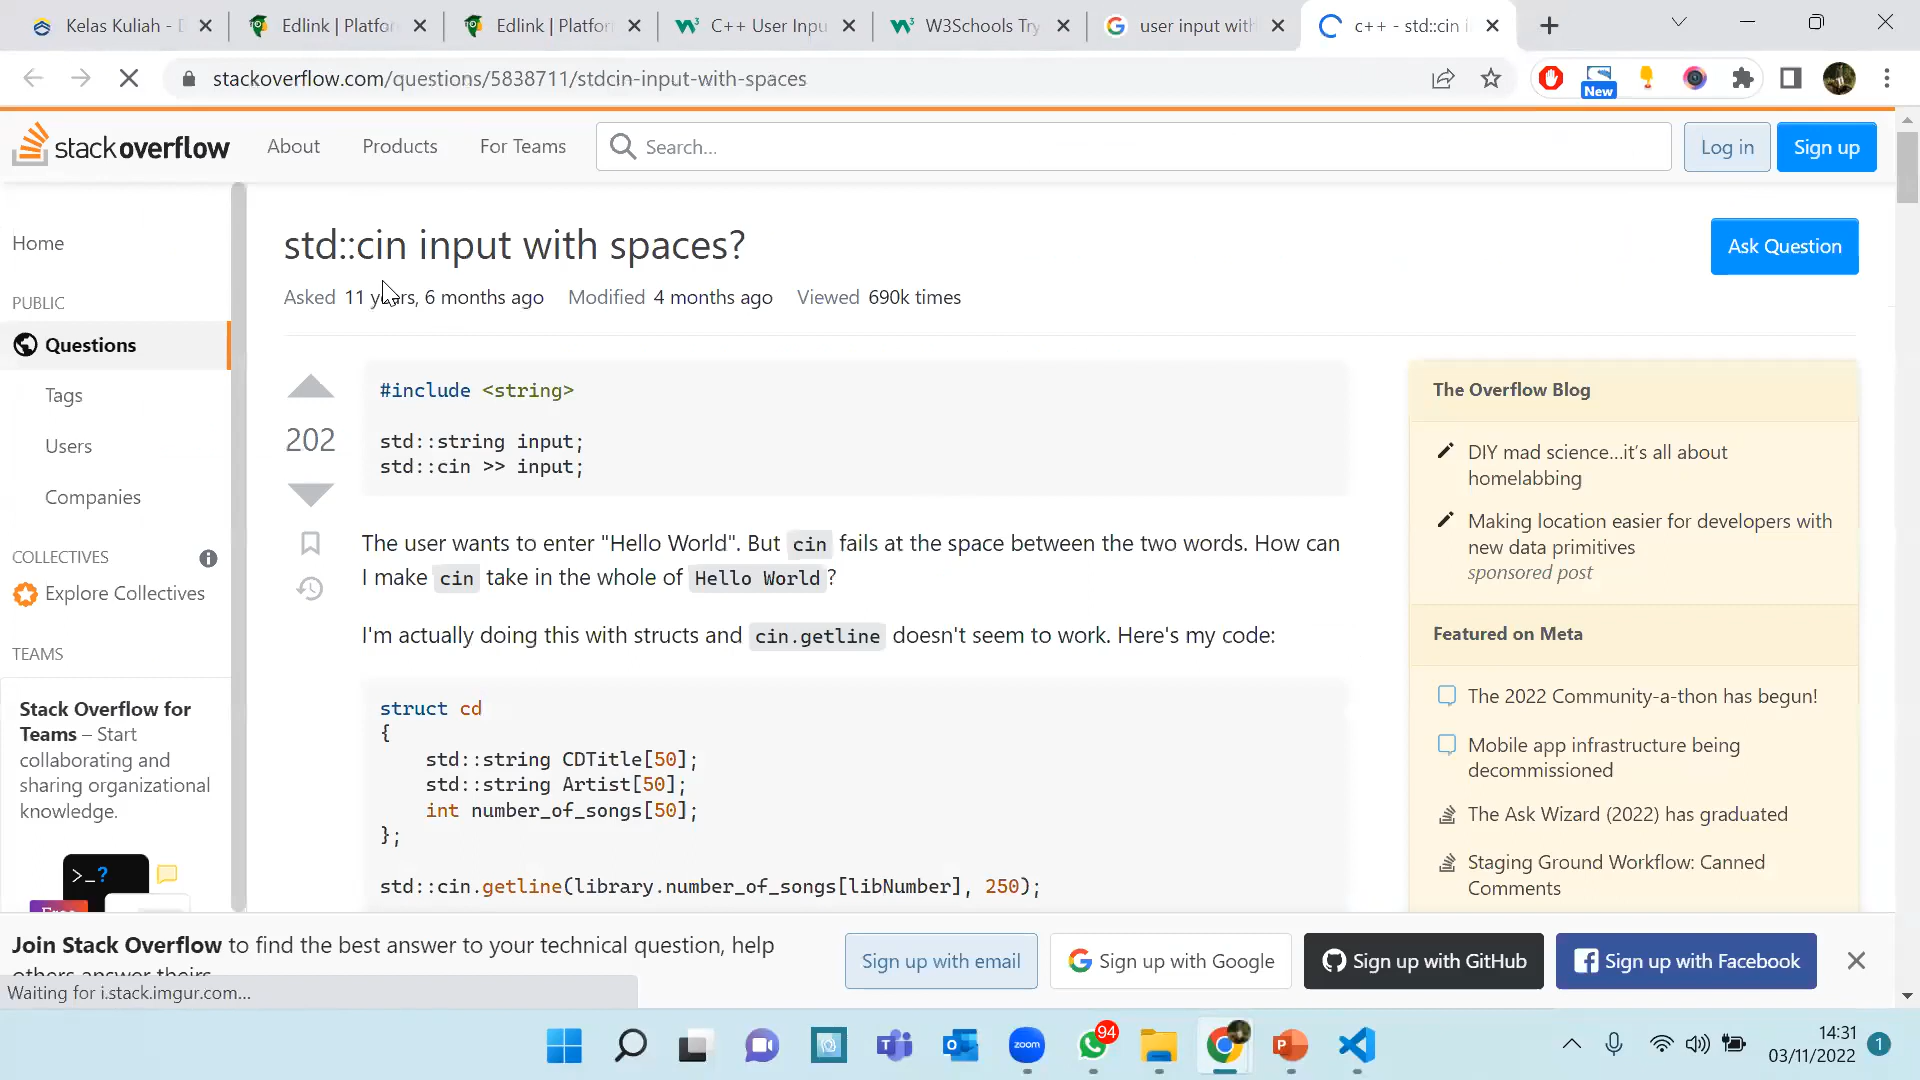 Kelas Kuliah - D
Edlink | Platfor
Edlink | Platfor
C++ User Inpu
W3Schools Try
user input with
c++ - std::cin i
stackoverflow.com/questions/5838711/stdcin-input-with-spaces
New
stackoverflow
About
Products
For Teams
Search...
Log in
Sign up
Home
PUBLIC
Questions
Tags
Users
Companies
COLLECTIVES
Explore Collectives
TEAMS
Stack Overflow for
Teams – Start
collaborating and
sharing organizational
knowledge.
>_?
Free
std::cin input with spaces?
Ask Question
Asked 11 years, 6 months ago Modified 4 months ago Viewed 690k times
202
#include <string>
std::string input;
std::cin >> input;
The user wants to enter "Hello World". But cin fails at the space between the two words. How can
I make cin take in the whole of Hello World?
I'm actually doing this with structs and cin.getline doesn't seem to work. Here's my code:
struct cd
{
std::string CDTitle[50];
std::string Artist[50];
int number_of_songs[50];
};
std::cin.getline(library.number_of_songs[libNumber], 250);
The Overflow Blog
DIY mad science…it's all about
homelabbing
Making location easier for developers with
new data primitives
sponsored post
Featured on Meta
The 2022 Community-a-thon has begun!
Mobile app infrastructure being
decommissioned
The Ask Wizard (2022) has graduated
Staging Ground Workflow: Canned
Comments
Join Stack Overflow to find the best answer to your technical question, help
others answer theirs.
Sign up with email
Sign up with Google
Sign up with GitHub
Sign up with Facebook
Waiting for i.stack.imgur.com...
zoom
94
14:31
03/11/2022
1